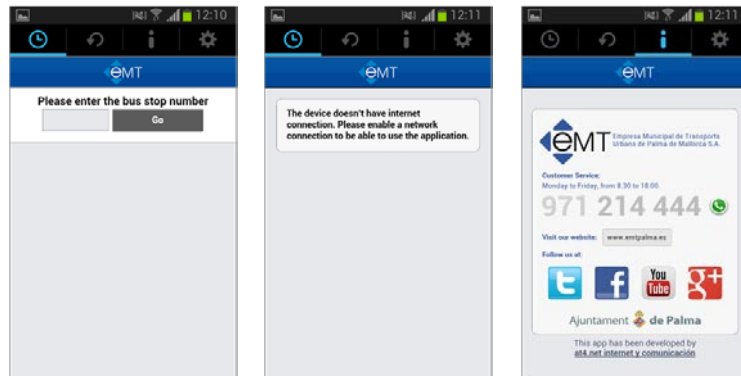 12:10
eMT
Please enter the bus stop number
Go
12:11
eMT
The device doesn't have internet
connection. Please enable a network
connection to be able to use the application.
12:11
eMT
eMT
Empresa Municipal de Transports
Urbans de Palma de Mallorca S.A.
Customer Service:
Monday to Friday, from 8:30 to 18:00.
971 214 444
Visit our website: www.emtpalma.es
Follow us at:
You
Tube
g+
Ajuntament de Palma
This app has been developed by
at4.net internet y comunicación